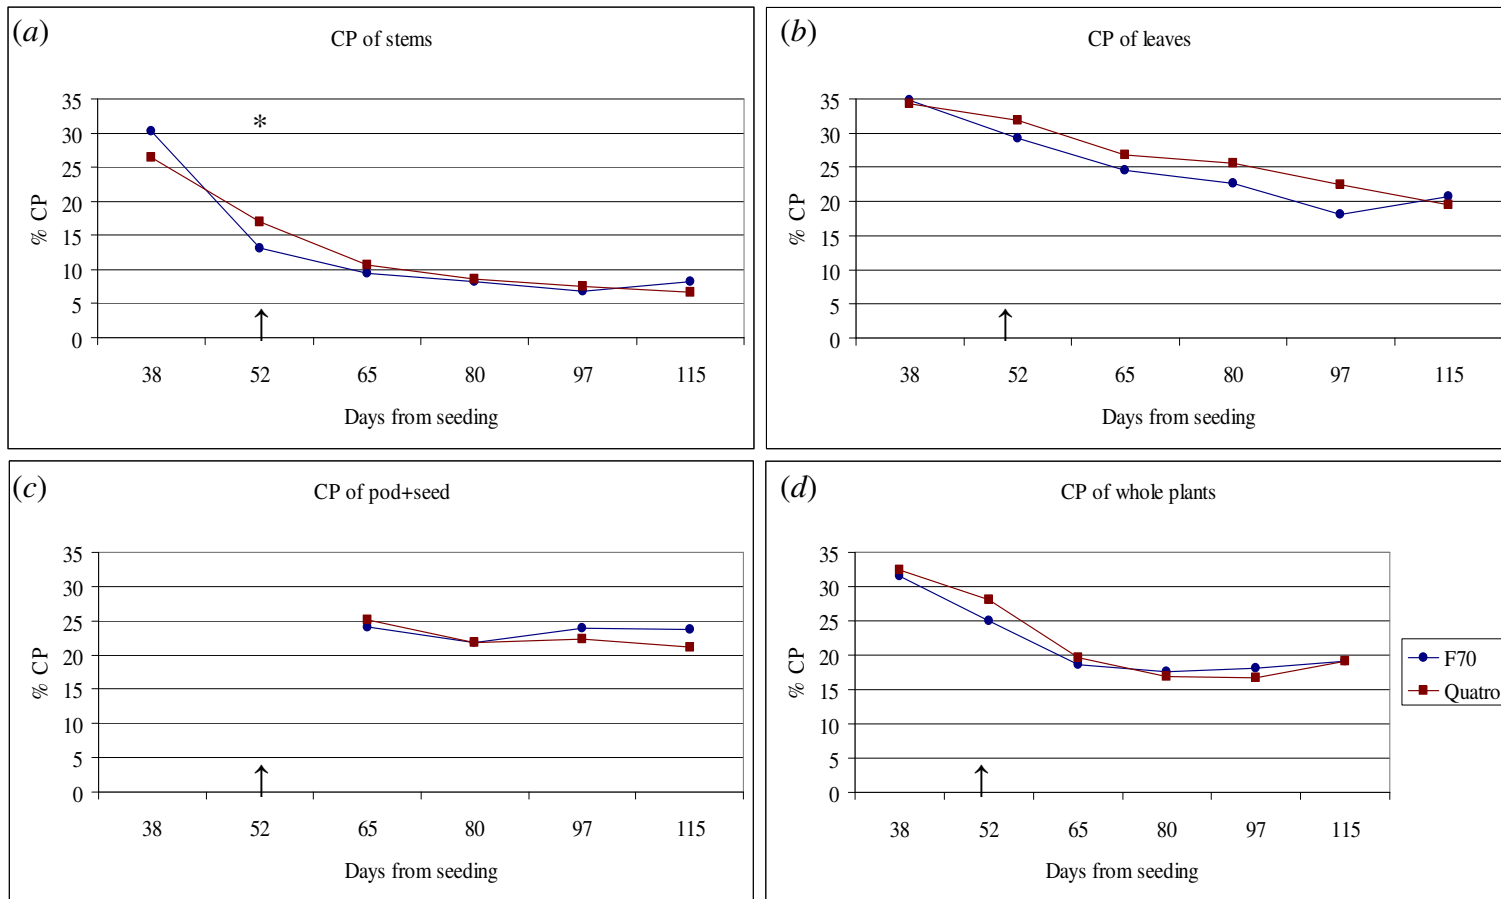 (a)
CP of stems
35
30
25
20
15
10
5
0
% CP
*
38 52 65 80 97 115
Days from seeding
(b)
CP of leaves
35
30
25
20
15
10
5
0
% CP
38 52 65 80 97 115
Days from seeding
(c)
CP of pod+seed
35
30
25
20
15
10
5
0
% CP
38 52 65 80 97 115
Days from seeding
(d)
CP of whole plants
35
30
25
20
15
10
5
0
% CP
38 52 65 80 97 115
Days from seeding
F70
Quatro